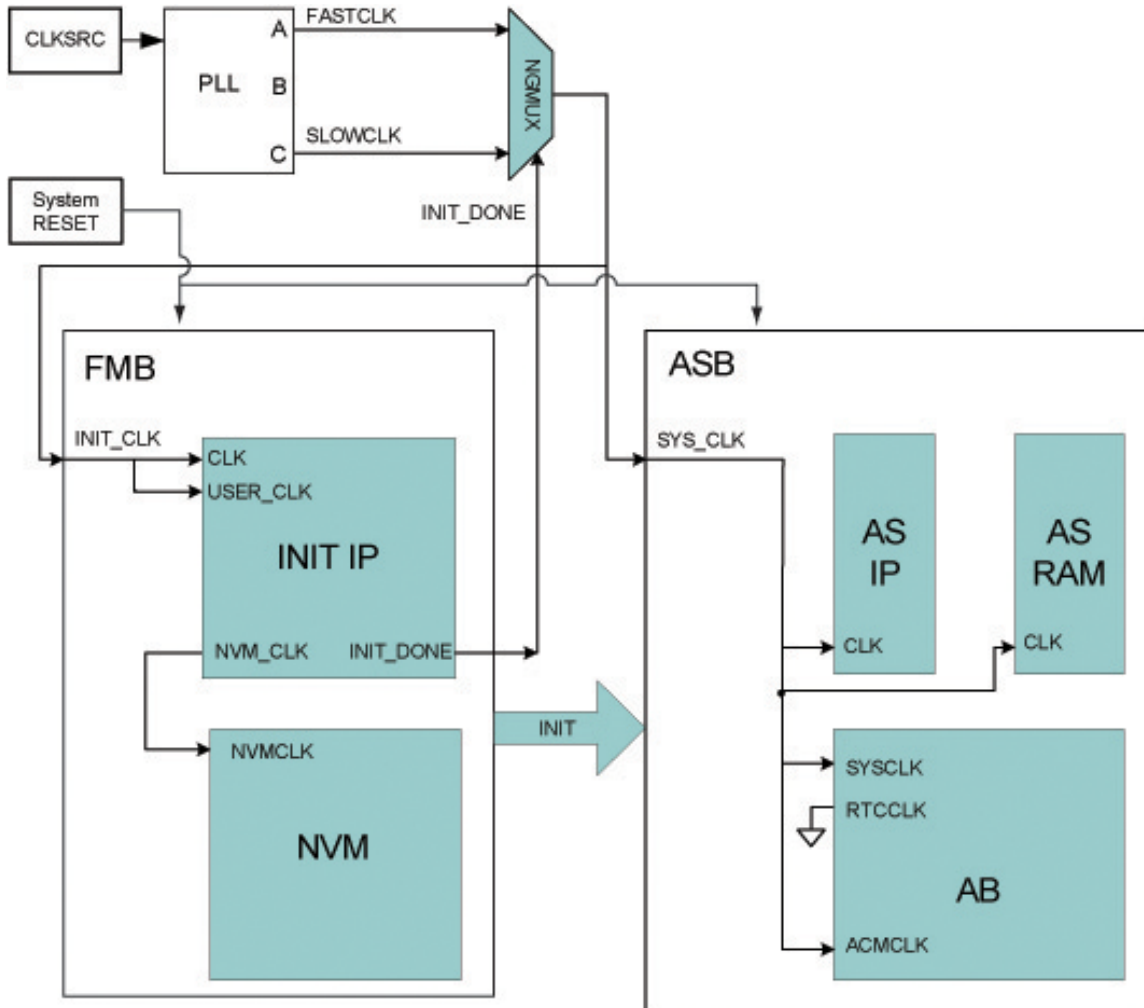 CLKSRC
PLL
A
B
C
FASTCLK
SLOWCLK
NGMUX
System
RESET
INIT_DONE
FMB
INIT_CLK
CLK
USER_CLK
INIT IP
NVM_CLK
INIT_DONE
NVMCLK
NVM
INIT
ASB
SYS_CLK
AS
IP
CLK
AS
RAM
CLK
SYSCLK
RTCCLK
AB
ACMCLK